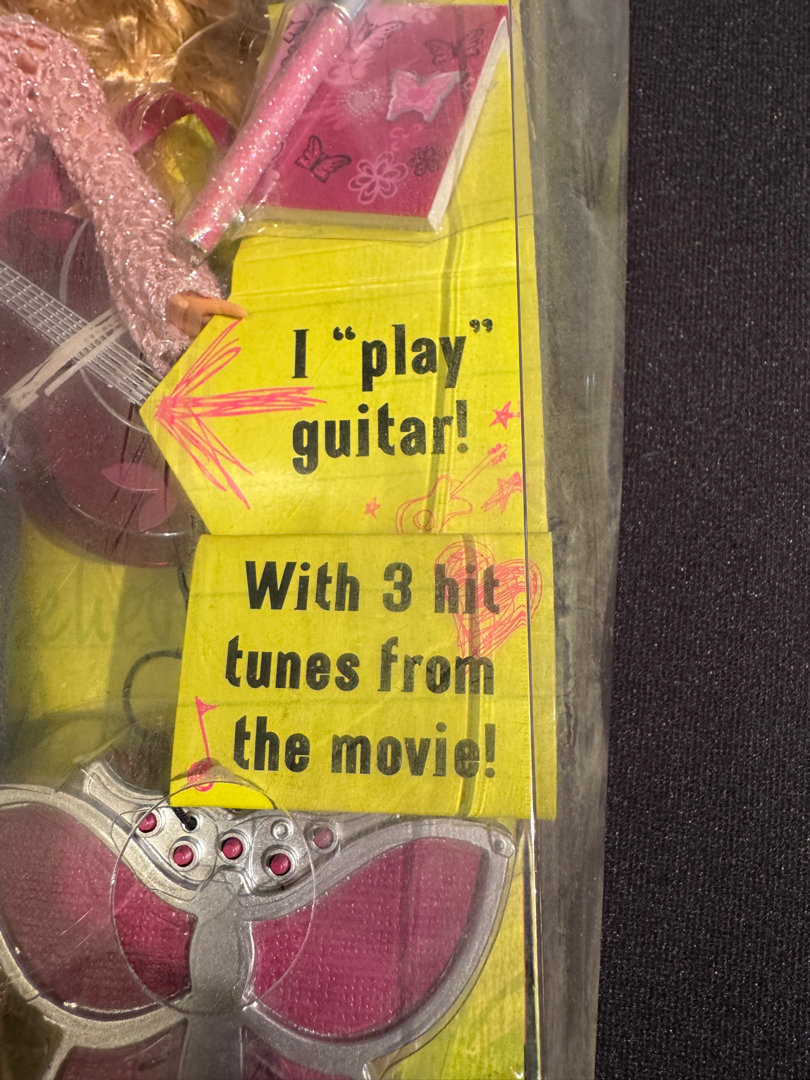 I “play”
guitar!
With 3 hit
tunes from
the movie!